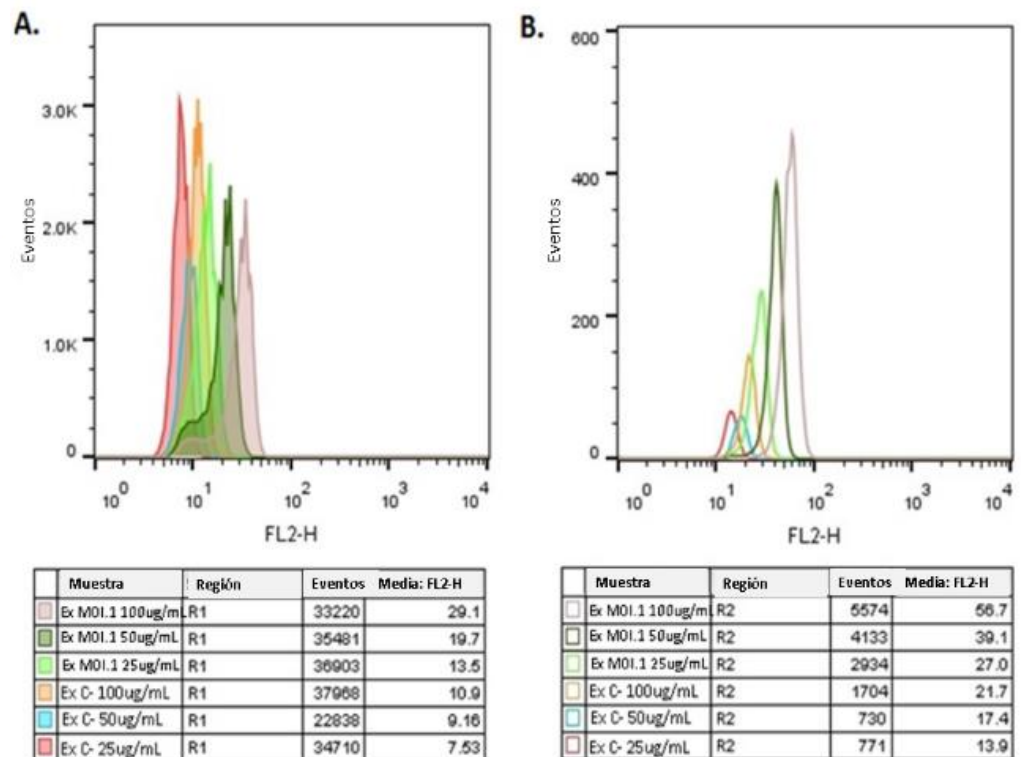 A.
Eventos
3.0K
2.0K
1.0K
0
10^0 10^1 10^2 10^3 10^4
FL2-H
B.
Eventos
600
400
200
0
10^0 10^1 10^2 10^3 10^4
FL2-H
Muestra Región Eventos Media: FL2-H
Ex MOI.1 100ug/mL R1 33220 29.1
Ex MOI.1 50ug/mL R1 35481 19.7
Ex MOI.1 25ug/mL R1 36903 13.5
Ex C- 100ug/mL R1 37968 10.9
Ex C- 50ug/mL R1 22838 9.16
Ex C- 25ug/mL R1 34710 7.53
Muestra Región Eventos Media: FL2-H
Ex MOI.1 100ug/mL R2 5574 56.7
Ex MOI.1 50ug/mL R2 4133 39.1
Ex MOI.1 25ug/mL R2 2934 27.0
Ex C- 100ug/mL R2 1704 21.7
Ex C- 50ug/mL R2 730 17.4
Ex C- 25ug/mL R2 771 13.9